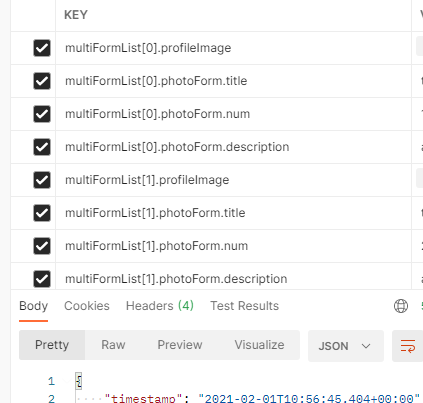 KEY
multiFormList[0].profileImage
multiFormList[0].photoForm.title
multiFormList[0].photoForm.num
multiFormList[0].photoForm.description
multiFormList[1].profileImage
multiFormList[1].photoForm.title
multiFormList[1].photoForm.num
multiFormList[1].photoForm.description
Body Cookies Headers (4) Test Results
Pretty Raw Preview Visualize JSON
1 {
2 "timestamp": "2021-02-01T10:56:45.404+00:00"